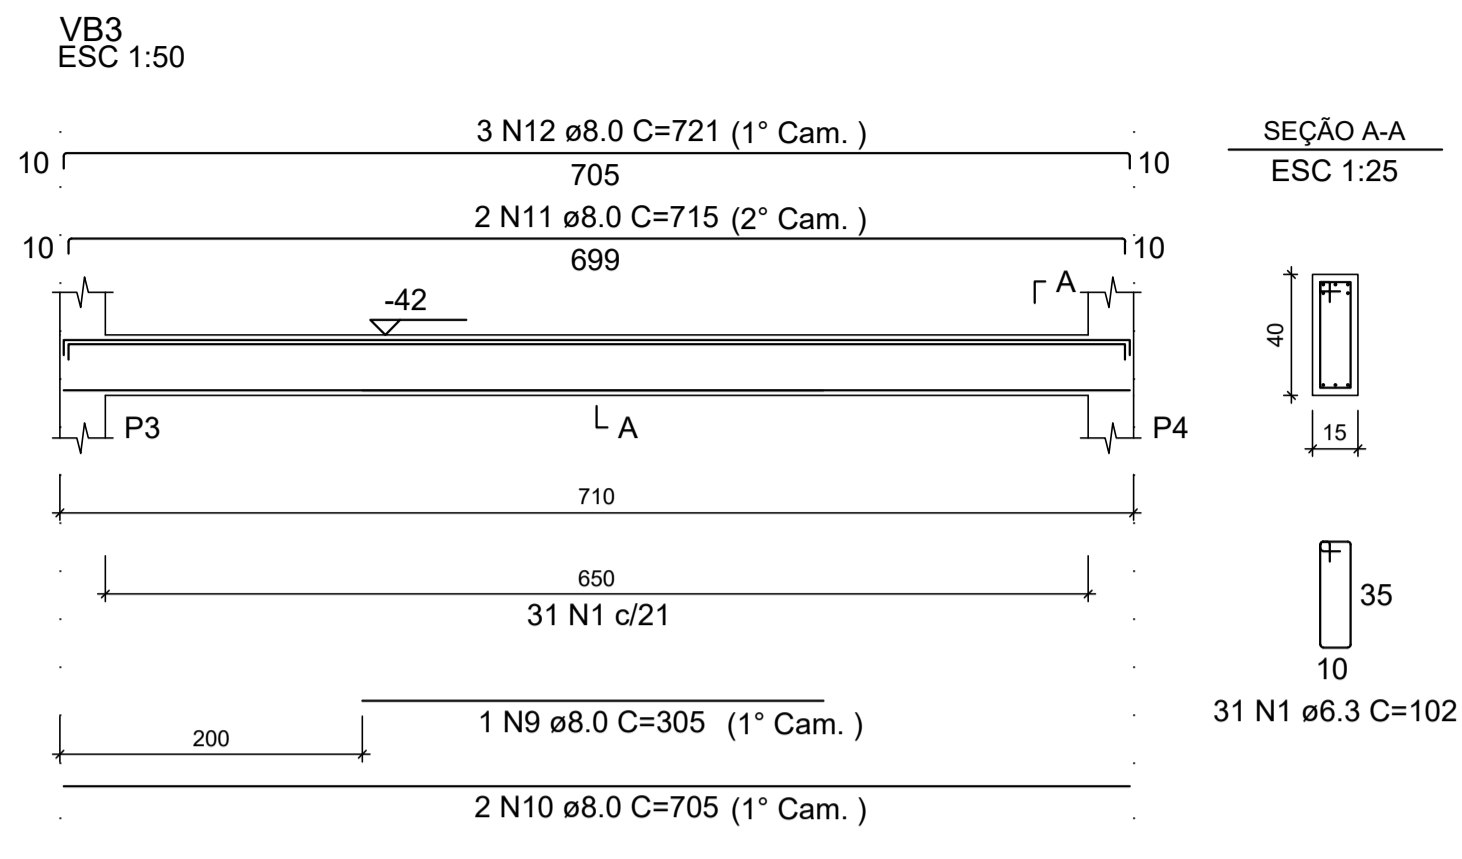 VB3
ESC 1:50
3 N12 ø8.0 C=721 (1° Cam. )
10
705
10
2 N11 ø8.0 C=715 (2° Cam. )
10
699
10
-42
A
A
P3
P4
710
650
31 N1 c/21
1 N9 ø8.0 C=305 (1° Cam. )
200
2 N10 ø8.0 C=705 (1° Cam. )
SEÇÃO A-A
ESC 1:25
40
15
35
10
31 N1 ø6.3 C=102